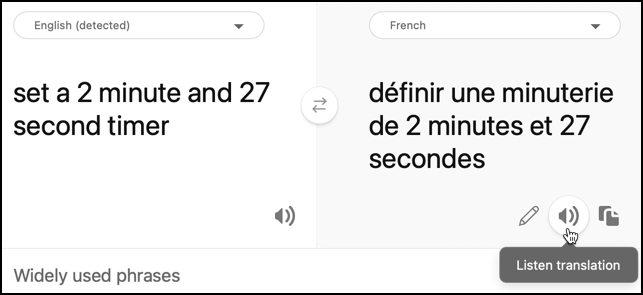 English (detected)
French
set a 2 minute and 27
second timer
définir une minuterie
de 2 minutes et 27
secondes
Listen translation
Widely used phrases